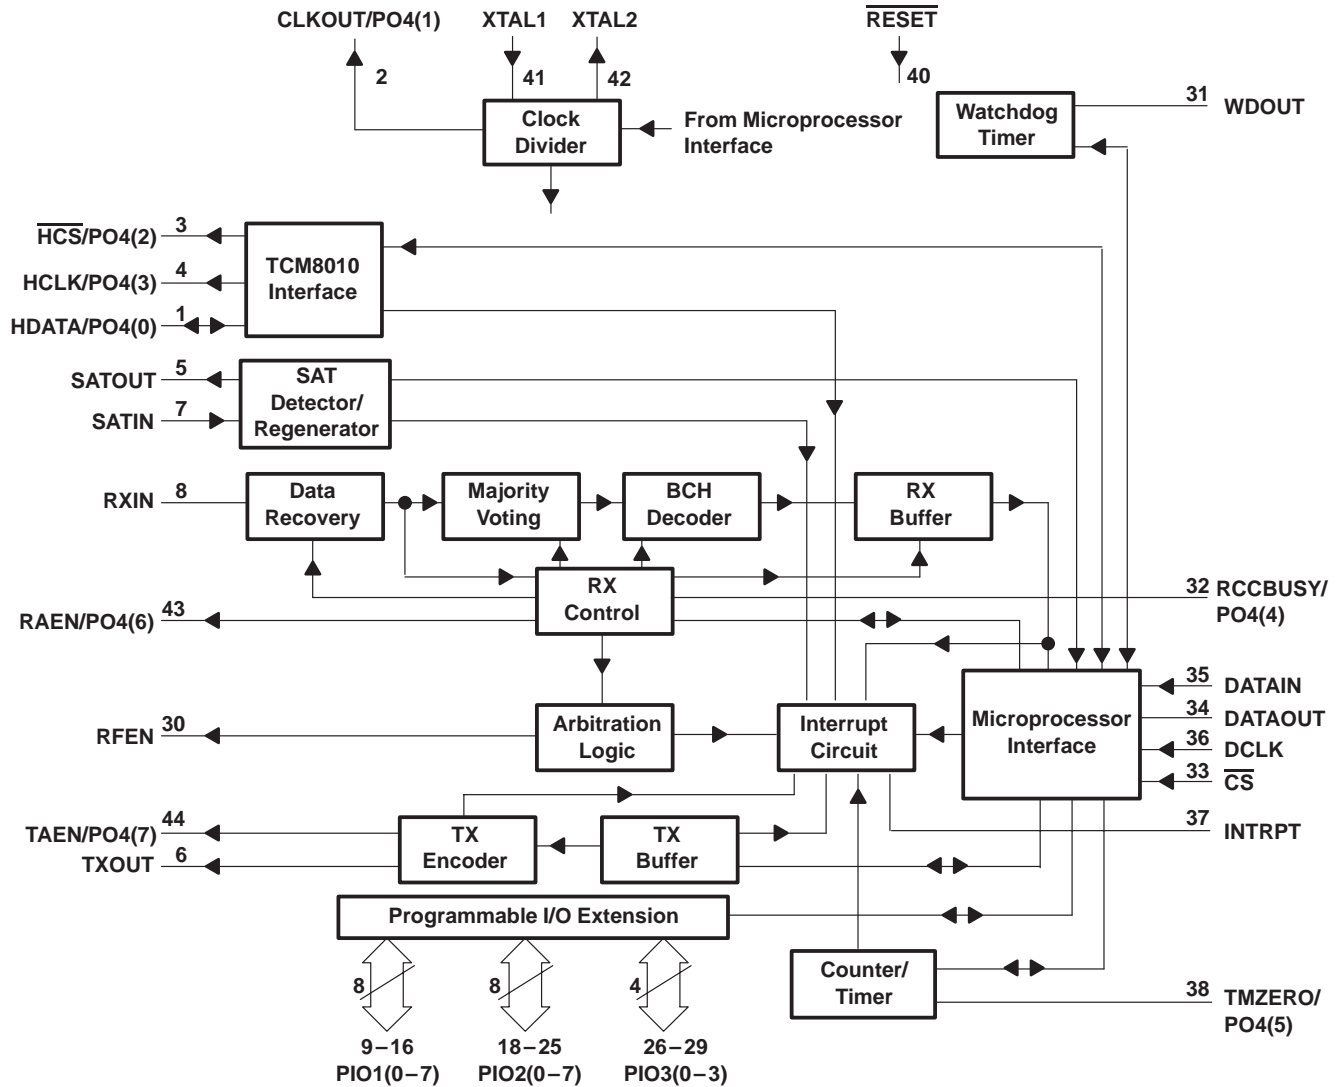 CLKOUT/PO4(1)
XTAL1
XTAL2
RESET
2
41
42
40
Clock
Divider
From Microprocessor
Interface
Watchdog
Timer
31
WDOUT
HCS/PO4(2)
3
HCLK/PO4(3)
4
HDATA/PO4(0)
1
TCM8010
Interface
SATOUT
5
SATIN
7
SAT
Detector/
Regenerator
RXIN
8
Data
Recovery
Majority
Voting
BCH
Decoder
RX
Buffer
RX
Control
32
RCCBUSY/
PO4(4)
RAEN/PO4(6)
43
RFEN
30
Arbitration
Logic
Interrupt
Circuit
Microprocessor
Interface
35
DATAIN
34
DATAOUT
36
DCLK
33
CS
37
INTRPT
TAEN/PO4(7)
44
TXOUT
6
TX
Encoder
TX
Buffer
Programmable I/O Extension
8
8
4
Counter/
Timer
38
TMZERO/
PO4(5)
9–16
PIO1(0–7)
18–25
PIO2(0–7)
26–29
PIO3(0–3)